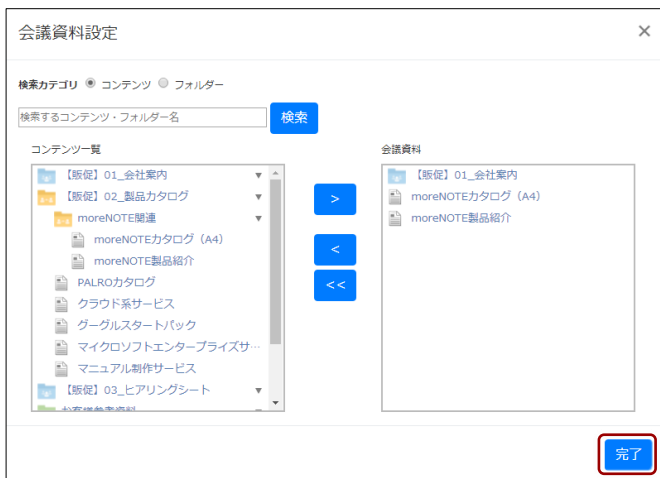 会議資料設定 ×
検索カテゴリ コンテンツ フォルダー
検索するコンテンツ・フォルダー名 検索
コンテンツ一覧
【販促】01_会社案内 ▼
【販促】02_製品カタログ ▼
moreNOTE関連 ▼
moreNOTEカタログ（A4）
moreNOTE製品紹介
PALROカタログ
クラウド系サービス
グーグルスタートパック
マイクロソフトエンタープライズサ…
マニュアル制作サービス
【販促】03_ヒアリングシート ▼
お客様参考資料
>
<
<<
会議資料
【販促】01_会社案内
moreNOTEカタログ（A4）
moreNOTE製品紹介
完了